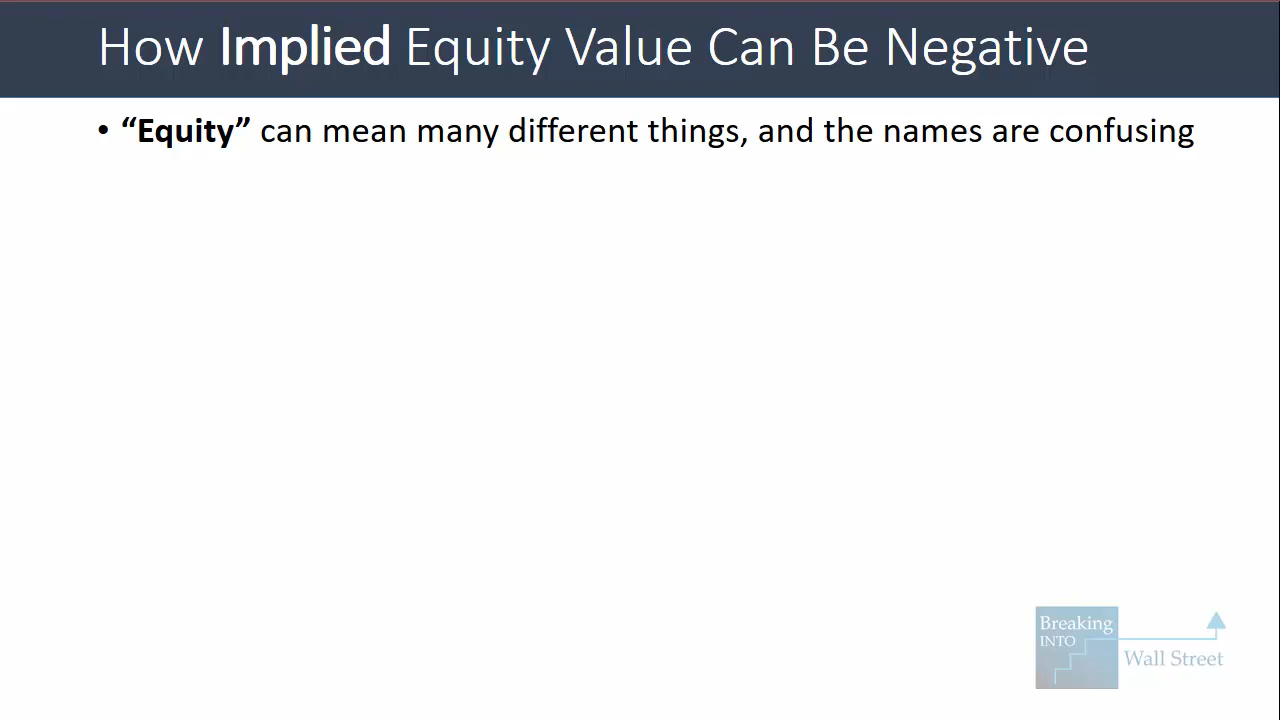 How Implied Equity Value Can Be Negative
• “Equity” can mean many different things, and the names are confusing
Breaking
INTO
Wall Street